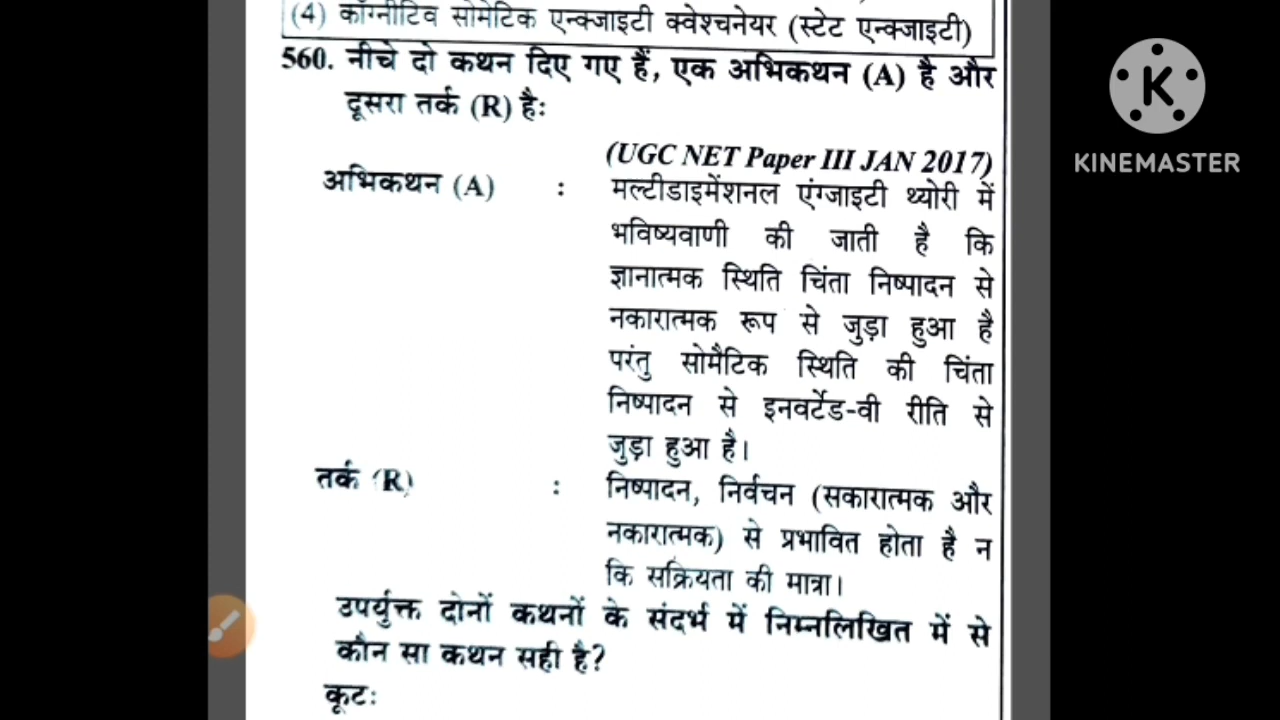 (4) कॉग्नीटिव सोमेटिक एन्क्जाइटी क्वेश्चनेयर (स्टेट एन्क्जाइटी)
560. नीचे दो कथन दिए गए हैं, एक अभिकथन (A) है और
दूसरा तर्क (R) है:
(UGC NET Paper III JAN 2017)
अभिकथन (A) : मल्टीडाइमेंशनल एंग्जाइटी थ्योरी में
भविष्यवाणी की जाती है कि
ज्ञानात्मक स्थिति चिंता निष्पादन से
नकारात्मक रूप से जुड़ा हुआ है
परंतु सोमैटिक स्थिति की चिंता
निष्पादन से इनवर्टेड-वी रीति से
जुड़ा हुआ है।
तर्क (R) : निष्पादन, निर्वचन (सकारात्मक और
नकारात्मक) से प्रभावित होता है न
कि सक्रियता की मात्रा।
उपर्युक्त दोनों कथनों के संदर्भ में निम्नलिखित में से
कौन सा कथन सही है?
कूट:
K
KINEMASTER